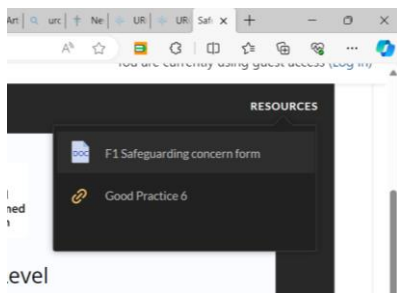 Art urc Ne UR UR Safe
You are currently using guest access (Log in)
RESOURCES
DOC F1 Safeguarding concern form
Good Practice 6
ned
evel